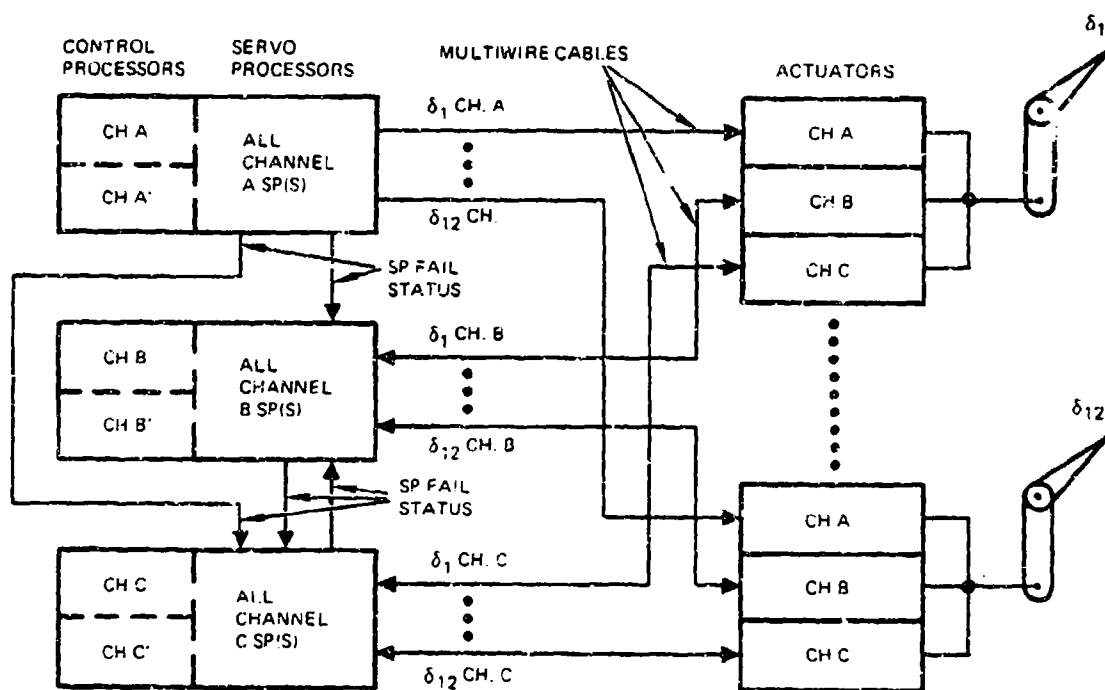 CONTROL
PROCESSORS
SERVO
PROCESSORS
MULTIWIRE CABLES
ACTUATORS
δ1
CH A
CH A'
ALL
CHANNEL
A SP(S)
δ1 CH. A
δ12 CH.
CH A
CH B
CH C
SP FAIL
STATUS
CH B
CH B'
ALL
CHANNEL
B SP(S)
δ1 CH. B
δ12 CH. B
δ12
SP FAIL
STATUS
CH A
CH B
CH C
CH C
CH C'
ALL
CHANNEL
C SP(S)
δ1 CH. C
δ12 CH. C